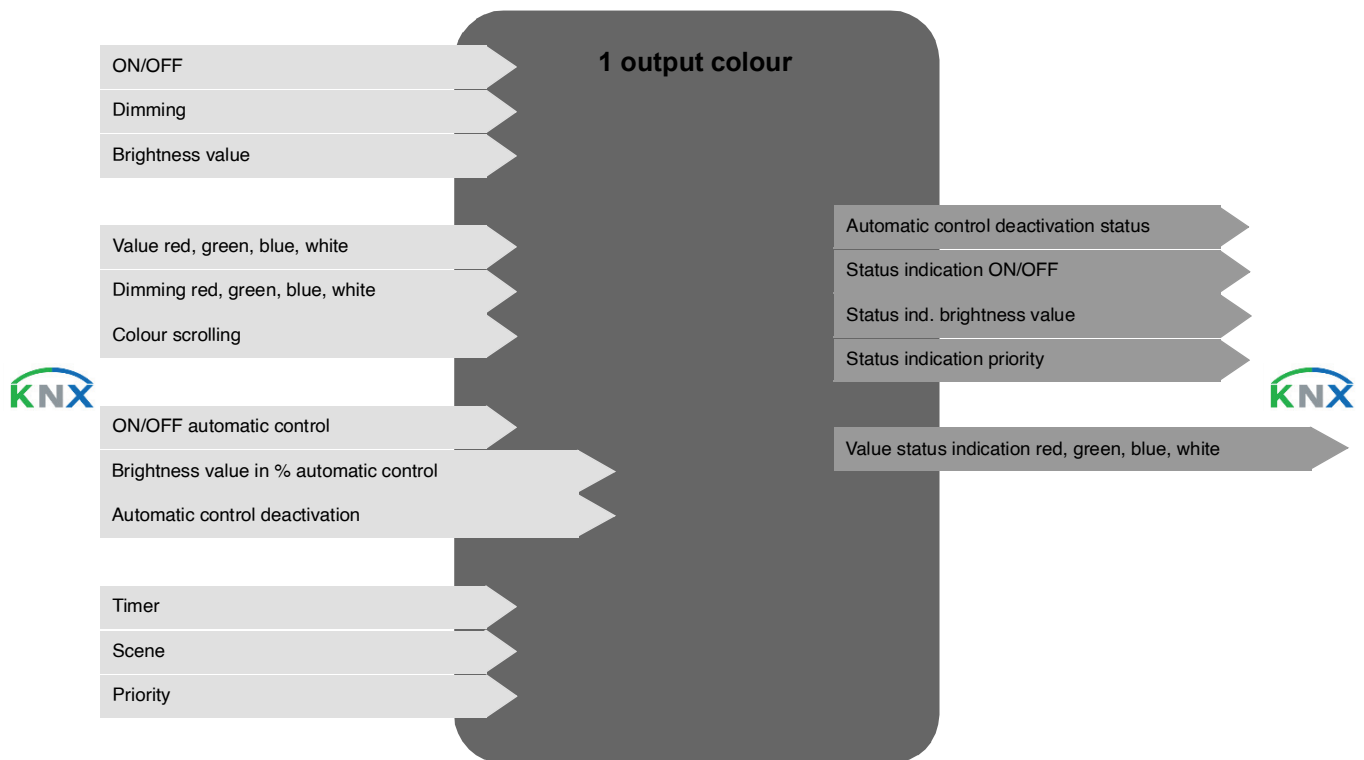 1 output colour
ON/OFF
Dimming
Brightness value
Value red, green, blue, white
Dimming red, green, blue, white
Colour scrolling
KNX
ON/OFF automatic control
Brightness value in % automatic control
Automatic control deactivation
Timer
Scene
Priority
Automatic control deactivation status
Status indication ON/OFF
Status ind. brightness value
Status indication priority
KNX
Value status indication red, green, blue, white